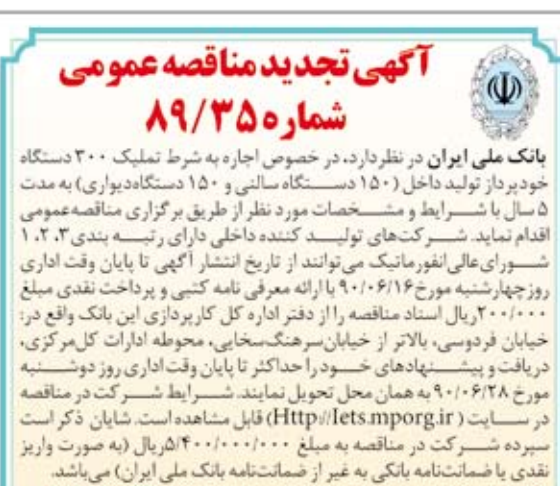 آگهی تجدید مناقصه عمومی
شماره ۸۹/۳۵
بانک ملی ایران در نظر دارد، در خصوص اجاره به شرط تملیک ۳۰۰ دستگاه
خودپرداز تولید داخل (۱۵۰ دستگاه سالنی و ۱۵۰ دستگاه‌دیواری) به مدت
۵ سال با شرایط و مشخصات مورد نظر از طریق برگزاری مناقصه‌عمومی
اقدام نماید. شرکت‌های تولید کننده داخلی دارای رتبه بندی ۳، ۲، ۱
شورای‌عالی‌انفورماتیک می‌توانند از تاریخ انتشار آگهی تا پایان وقت اداری
روزچهارشنبه مورخ ۹۰/۰۶/۱۶ با ارائه معرفی نامه کتبی و پرداخت نقدی مبلغ
۲۰۰/۰۰۰ریال اسناد مناقصه را از دفتر اداره کل کارپردازی این بانک واقع در:
خیابان فردوسی، بالاتر از خیابان‌سرهنگ‌سخایی، محوطه ادارات کل‌مرکزی،
دریافت و پیشنهادهای خود را حداکثر تا پایان وقت اداری روز دوشنبه
مورخ ۹۰/۰۶/۲۸ به همان محل تحویل نمایند. شرایط شرکت در مناقصه
در سایت (Http://Iets.mporg.ir) قابل مشاهده است. شایان ذکر است
سپرده شرکت در مناقصه به مبلغ ۵/۴۰۰/۰۰۰/۰۰۰ریال (به صورت واریز
نقدی یا ضمانت‌نامه بانکی به غیر از ضمانت‌نامه بانک ملی ایران) می‌باشد.